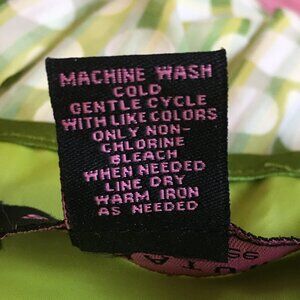 MACHINE WASH
COLD
GENTLE CYCLE
WITH LIKE COLORS
ONLY NON-
CHLORINE
BLEACH
WHEN NEEDED
LINE DRY
WARM IRON
AS NEEDED